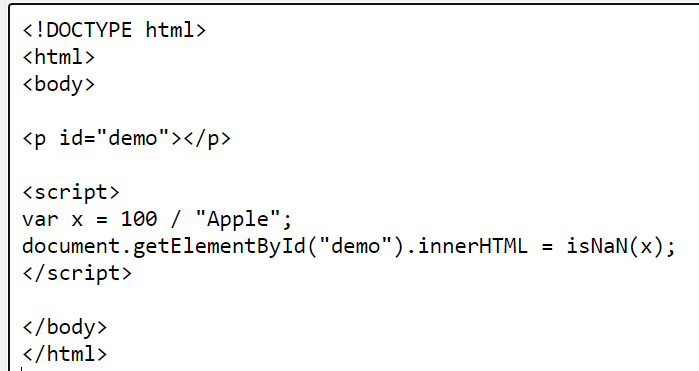 <!DOCTYPE html>
<html>
<body>
<p id="demo"></p>
<script>
var x = 100 / "Apple";
document.getElementById("demo").innerHTML = isNaN(x);
</script>
</body>
</html>